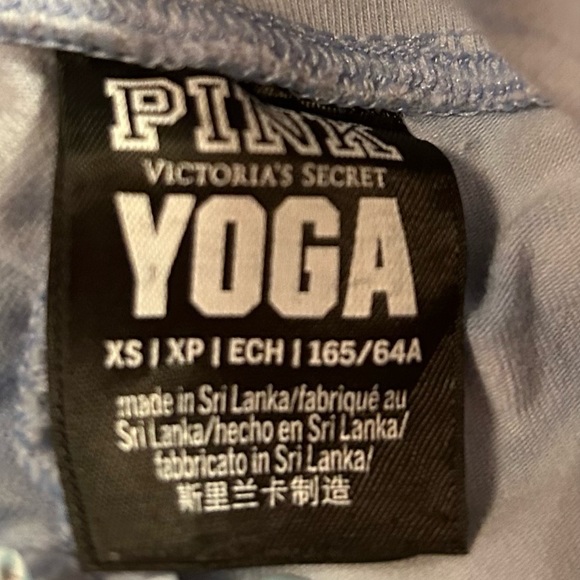 PINK
VICTORIA'S SECRET
YOGA
XS | XP | ECH | 165/64A
made in Sri Lanka/fabriqué au
Sri Lanka/hecho en Sri Lanka/
fabbricato in Sri Lanka/
斯里兰卡制造